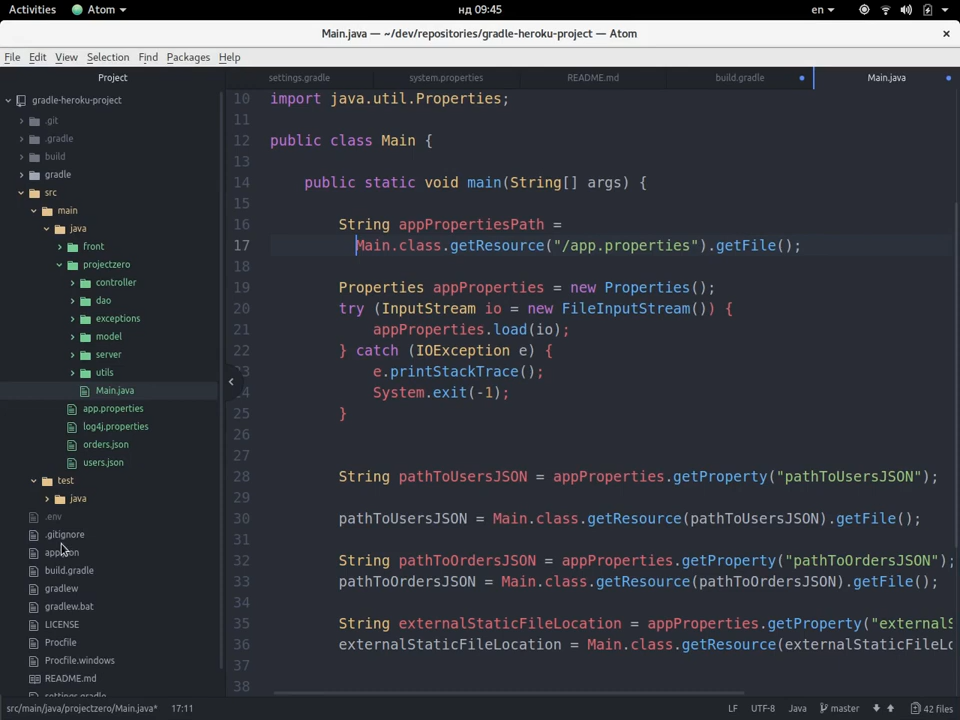 Activities Atom нд 09:45 en
Main.java — ~/dev/repositories/gradle-heroku-project — Atom
File Edit View Selection Find Packages Help
Project settings.gradle system.properties README.md build.gradle Main.java
gradle-heroku-project
.git
.gradle
build
gradle
src
main
java
front
projectzero
controller
dao
exceptions
model
server
utils
Main.java
app.properties
log4j.properties
orders.json
users.json
test
java
.env
.gitignore
build.gradle
gradlew
gradlew.bat
LICENSE
Procfile
Procfile.windows
README.md
settings.gradle
10 import java.util.Properties;
11
12 public class Main {
13
14 public static void main(String[] args) {
15
16 String appPropertiesPath =
17 Main.class.getResource("/app.properties").getFile();
18
19 Properties appProperties = new Properties();
20 try (InputStream io = new FileInputStream()) {
21 appProperties.load(io);
22 } catch (IOException e) {
23 e.printStackTrace();
24 System.exit(-1);
25 }
26
27
28 String pathToUsersJSON = appProperties.getProperty("pathToUsersJSON");
29
30 pathToUsersJSON = Main.class.getResource(pathToUsersJSON).getFile();
31
32 String pathToOrdersJSON = appProperties.getProperty("pathToOrdersJSON");
33 pathToOrdersJSON = Main.class.getResource(pathToOrdersJSON).getFile();
34
35 String externalStaticFileLocation = appProperties.getProperty("externalS
36 externalStaticFileLocation = Main.class.getResource(externalStaticFileLo
37
38
src/main/java/projectzero/Main.java* 17:11 LF UTF-8 Java master 42 files